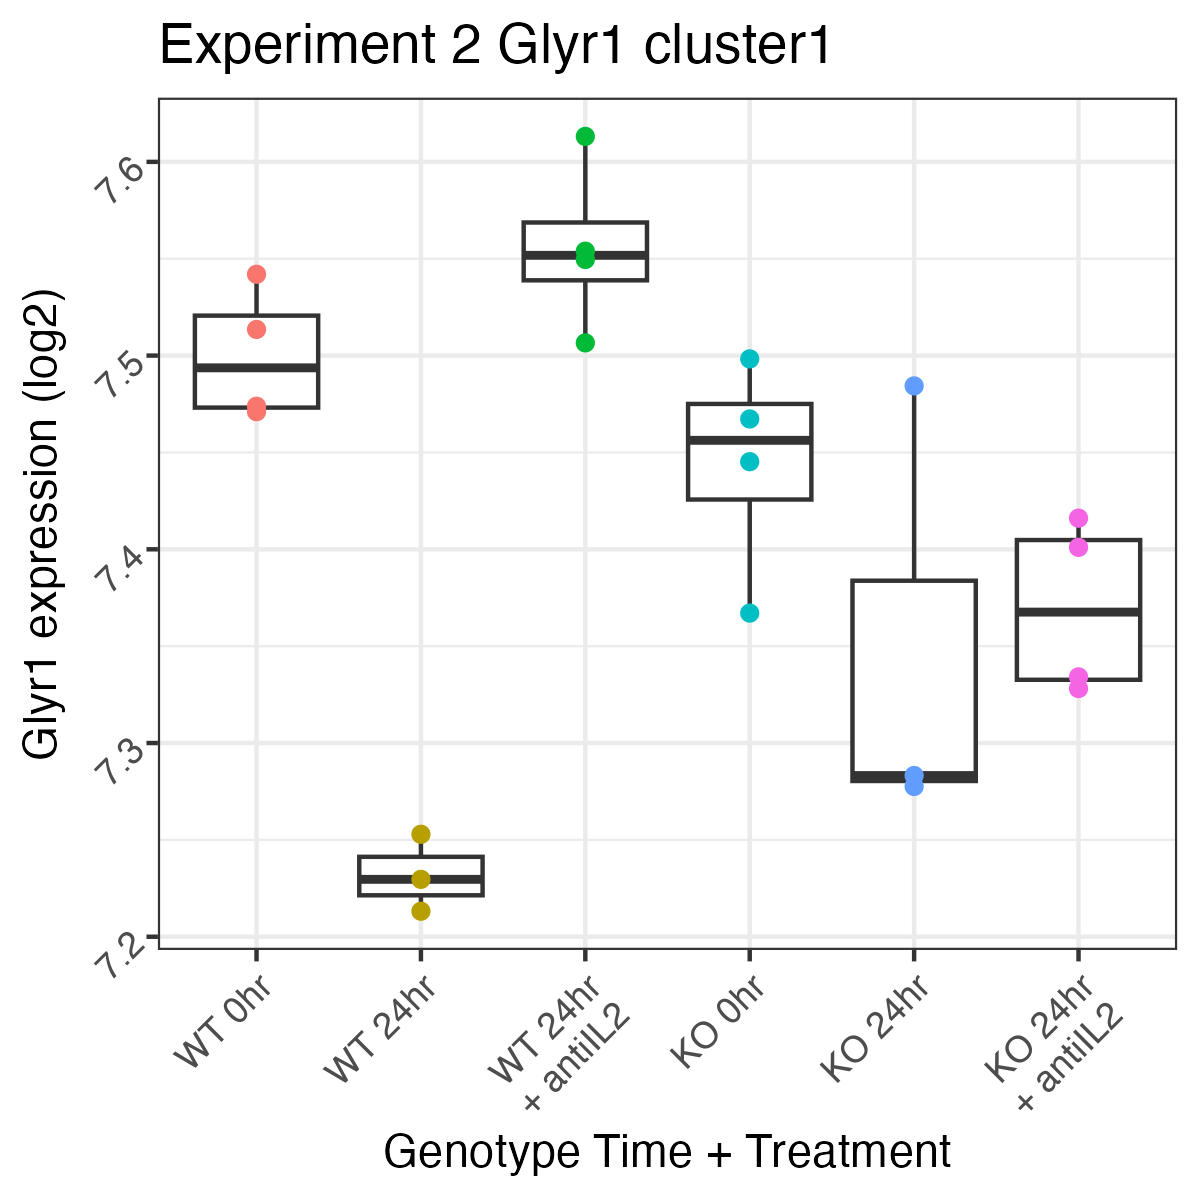 Experiment 2 Glyr1 cluster1
Glyr1 expression (log2)
7.6
7.5
7.4
7.3
7.2
WT 0hr
WT 24hr
WT 24hr
+ antiIL2
KO 0hr
KO 24hr
KO 24hr
+ antiIL2
Genotype Time + Treatment